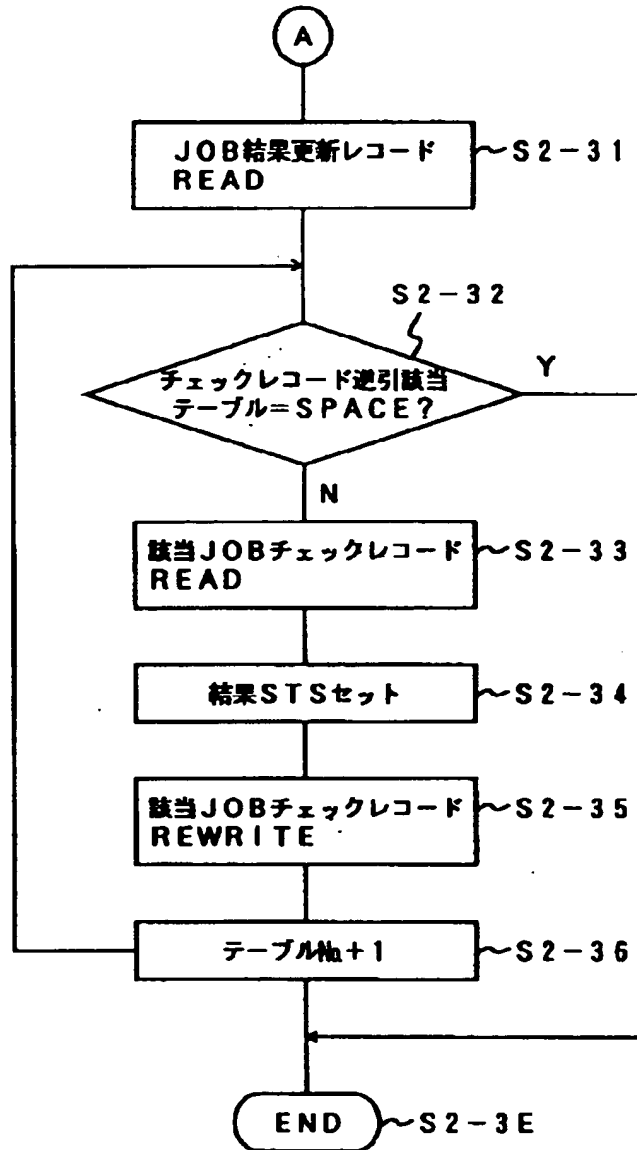 A
JOB結果更新レコード
READ
~S2-31
S2-32
チェックレコード逆引該当
テーブル=SPACE?
Y
N
該当JOBチェックレコード
READ
~S2-33
結果STSセット
~S2-34
該当JOBチェックレコード
REWRITE
~S2-35
テーブル№+1
~S2-36
END
~S2-3E